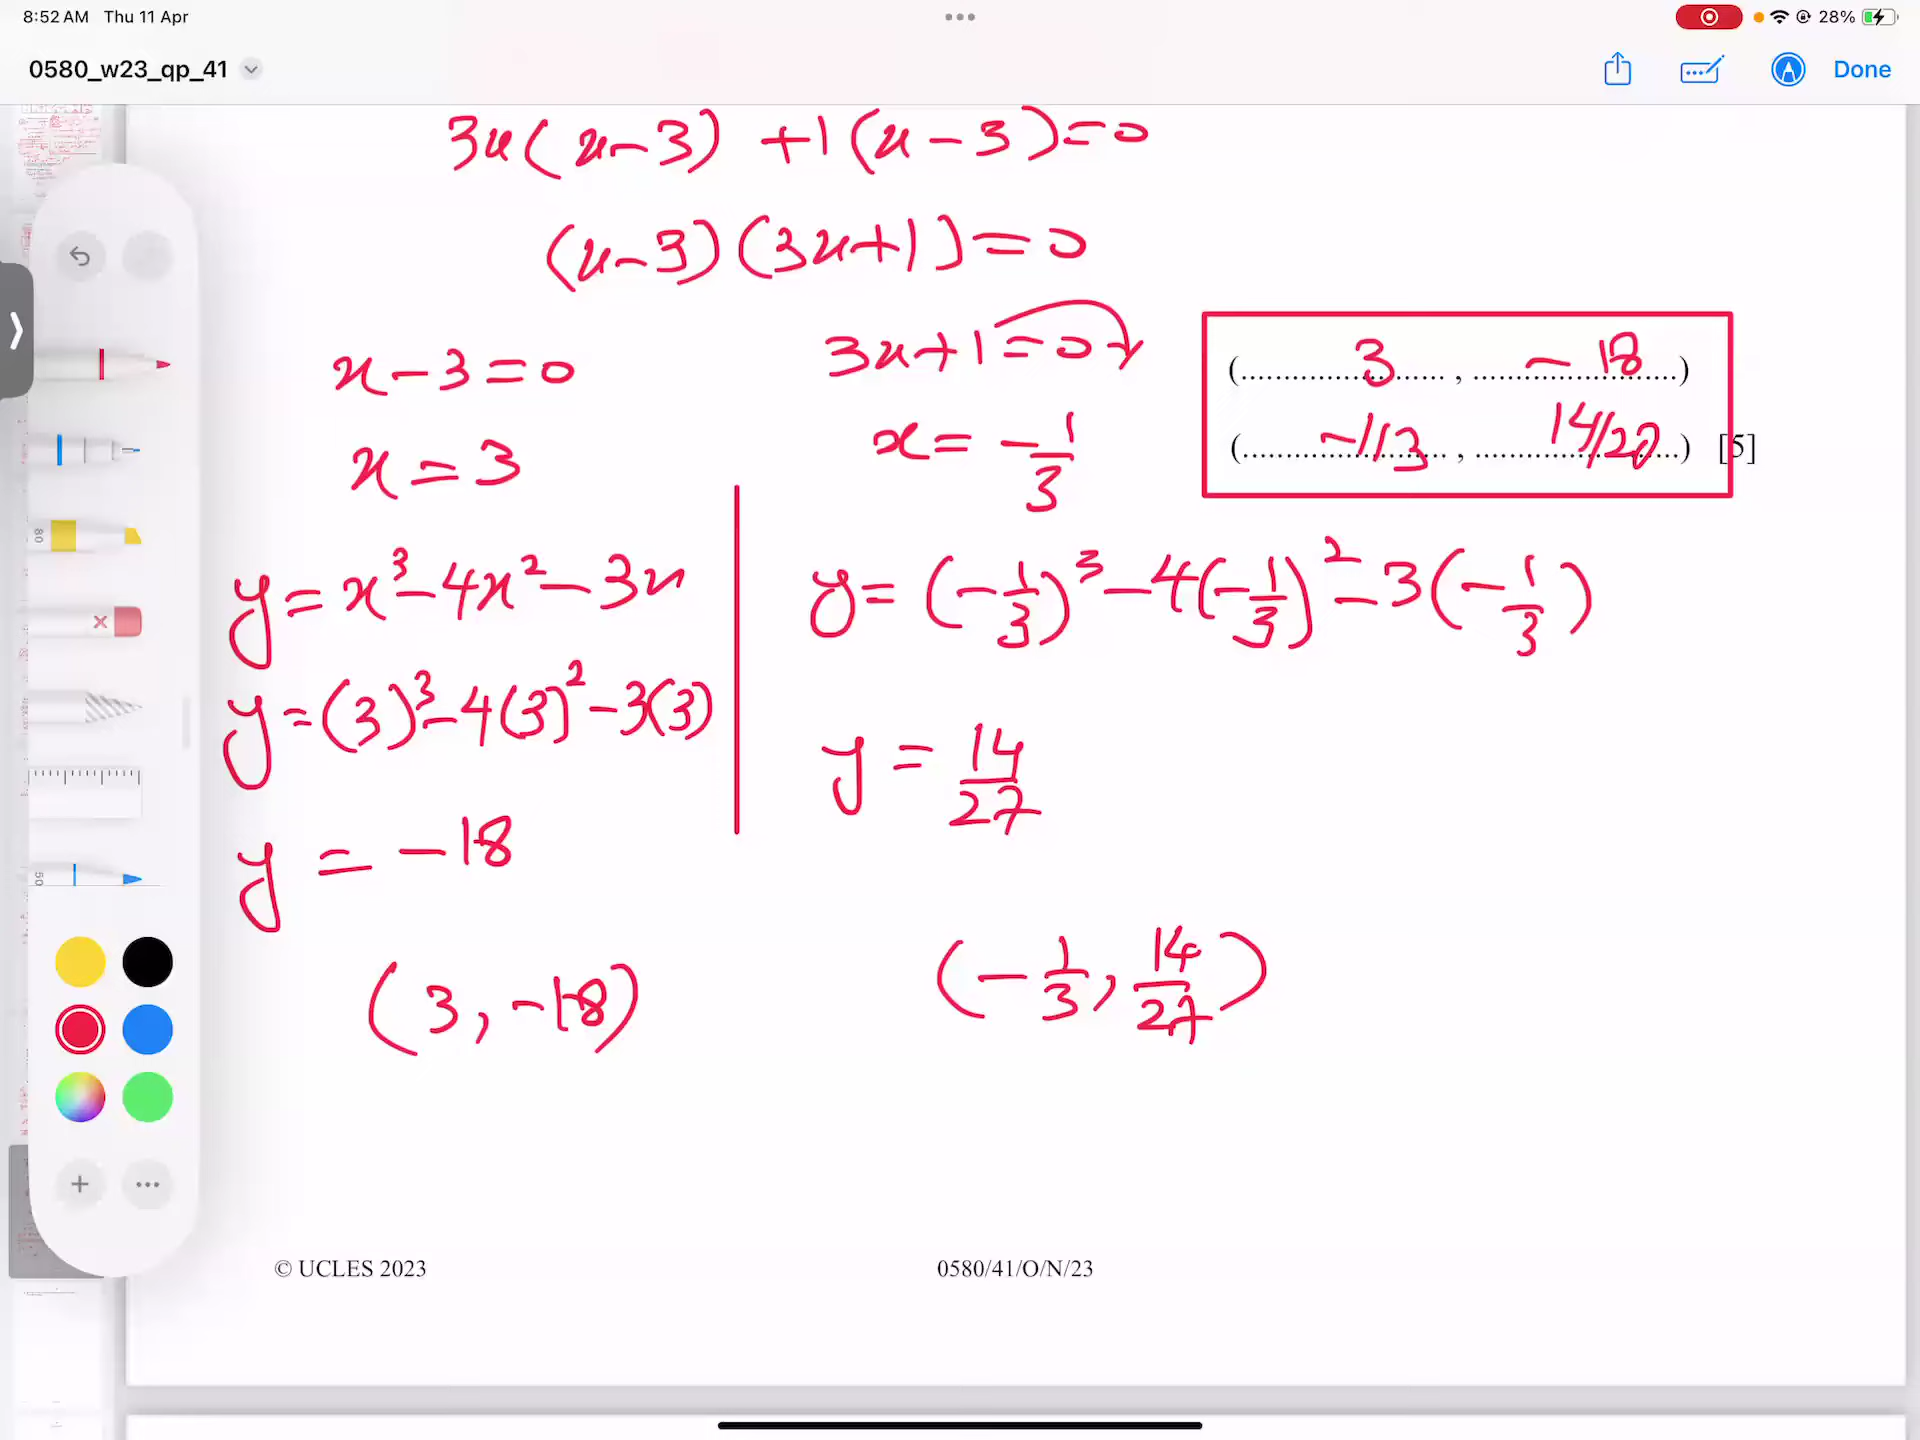 8:52 AM Thu 11 Apr
28%
0580_w23_qp_41
Done
3x(x-3) +1(x-3)=0
(x-3)(3x+1)=0
x-3=0
3x+1=0
x=3
x= -1/3
(.......3......., .......-18.......)
(.......-1/3......., .......14/20.......) [5]
y=x³-4x²-3x
y=(3)³-4(3)²-3(3)
y = -18
(3, -18)
y=(-1/3)³-4(-1/3)²-3(-1/3)
y = 14/27
(-1/3, 14/27)
80
50
© UCLES 2023
0580/41/O/N/23